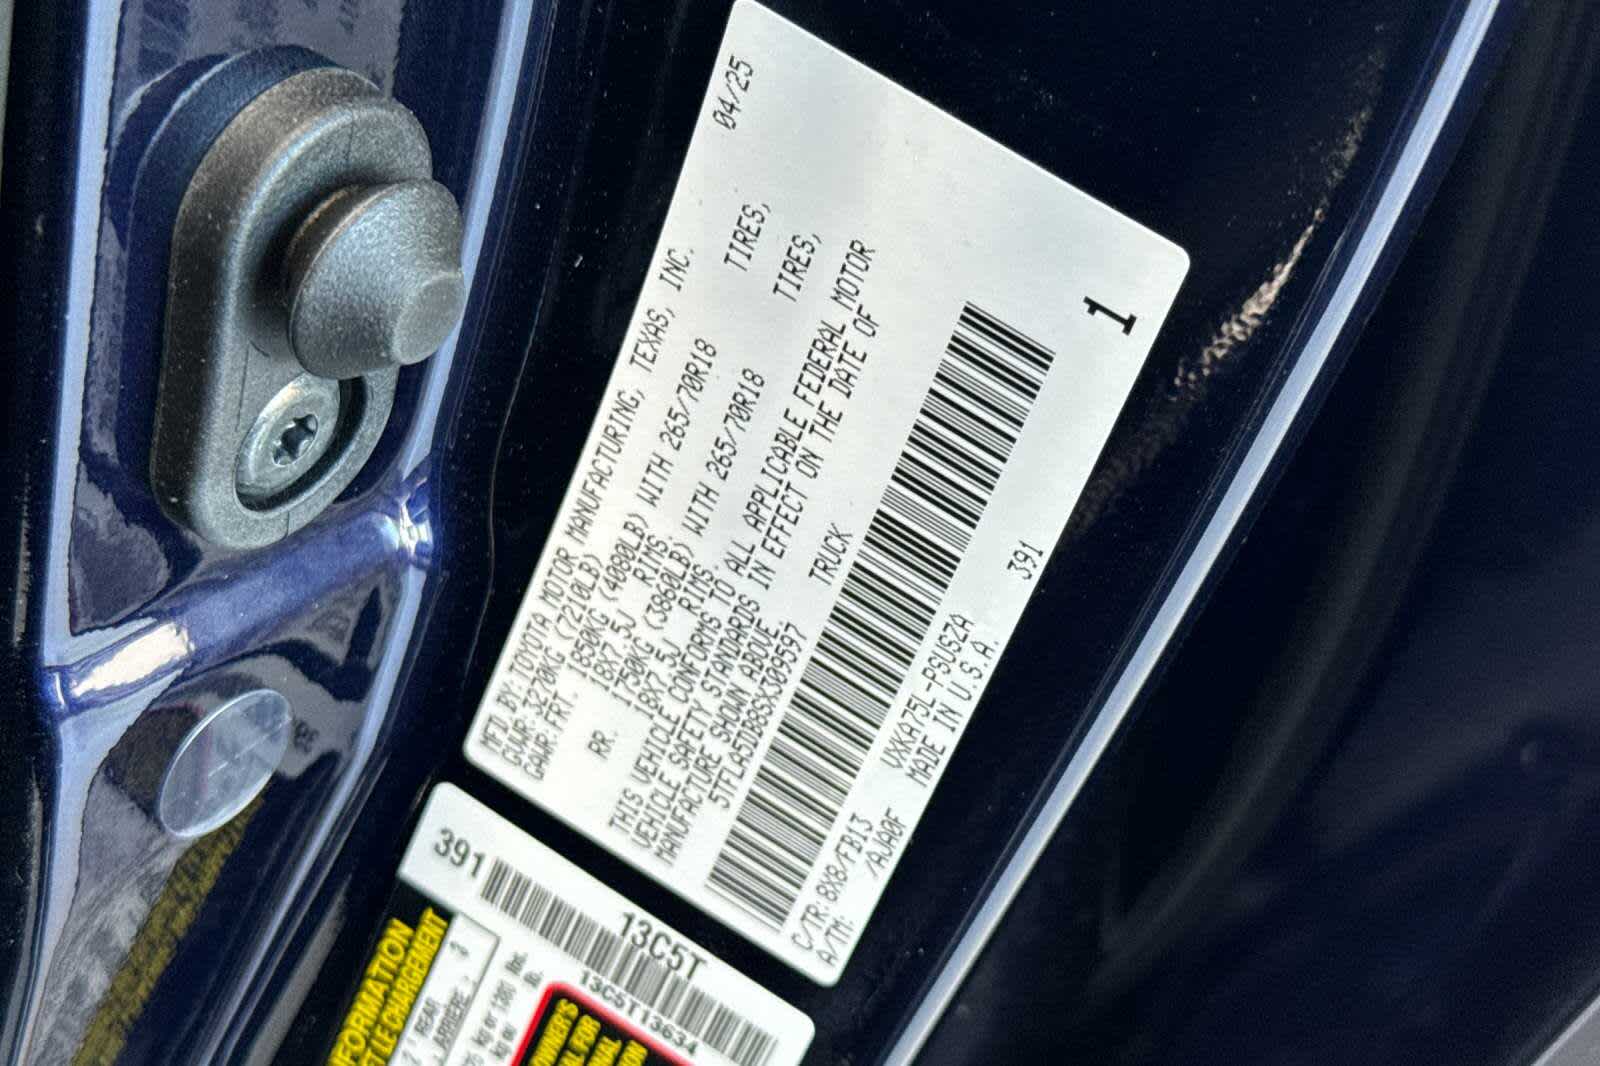 04/25
MFD BY: TOYOTA MOTOR MANUFACTURING, TEXAS, INC.
GVWR: 3270KG (7210LB)
GAWR: FRT. 1850KG (4080LB) WITH 265/70R18 TIRES,
18X7.5J RIMS,
RR. 1750KG (3860LB) WITH 265/70R18 TIRES,
18X7.5J RIMS,
THIS VEHICLE CONFORMS TO ALL APPLICABLE FEDERAL MOTOR
VEHICLE SAFETY STANDARDS IN EFFECT ON THE DATE OF
MANUFACTURE SHOWN ABOVE.
5TFLA5DB8SX309597 TRUCK
1
391
C/TR: 8X8/FB13 VXKA75L-PSUSZA
A/TM: /AJA0F MADE IN U.S.A.
391
13C5T
13C5T13634